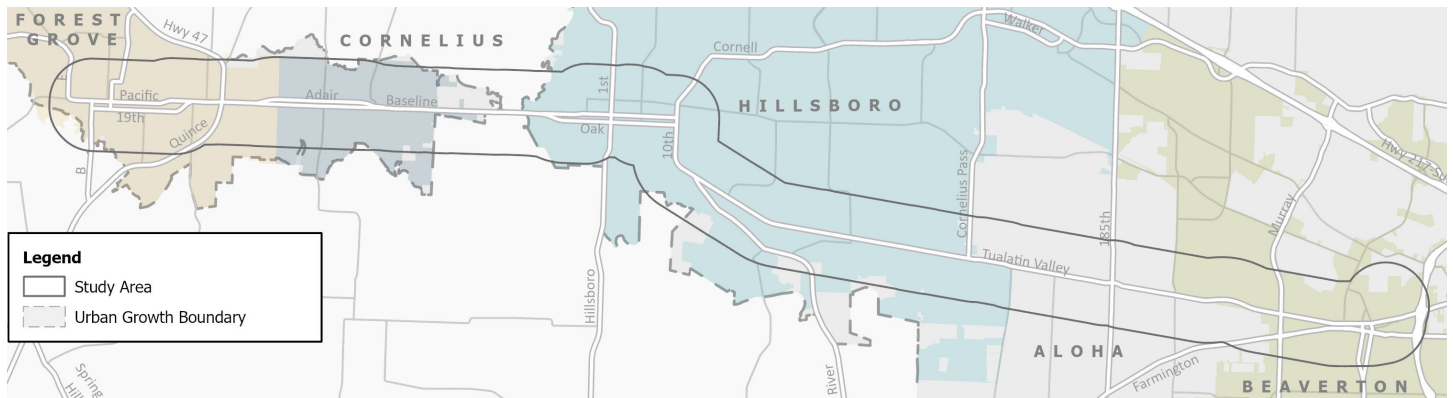 FOREST
GROVE
Hwy 47
CORNELIUS
Walker
Cornell
1st
HILLSBORO
Pacific
Adair
Baseline
19th
Quince
Oak
10th
Hwy 217-S
B
Cornelius Pass
185th
Murray
Tualatin Valley
Legend
Study Area
Urban Growth Boundary
Hillsboro
River
ALOHA
Farmington
BEAVERTON
Spring
Hil